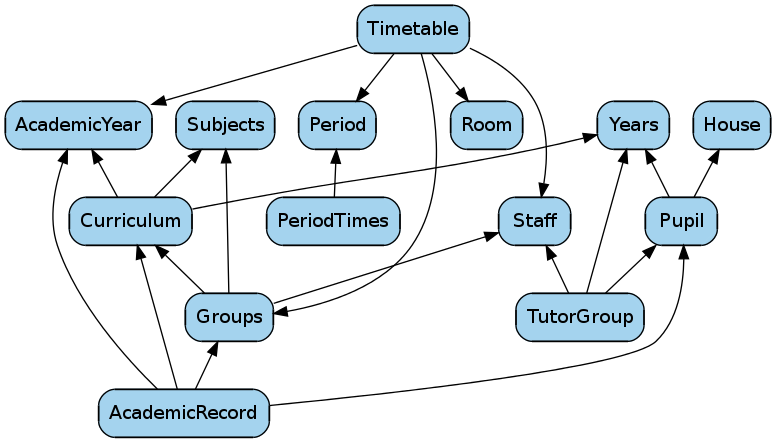 Timetable
AcademicYear
Subjects
Period
Room
Years
House
Curriculum
PeriodTimes
Staff
Pupil
Groups
TutorGroup
AcademicRecord